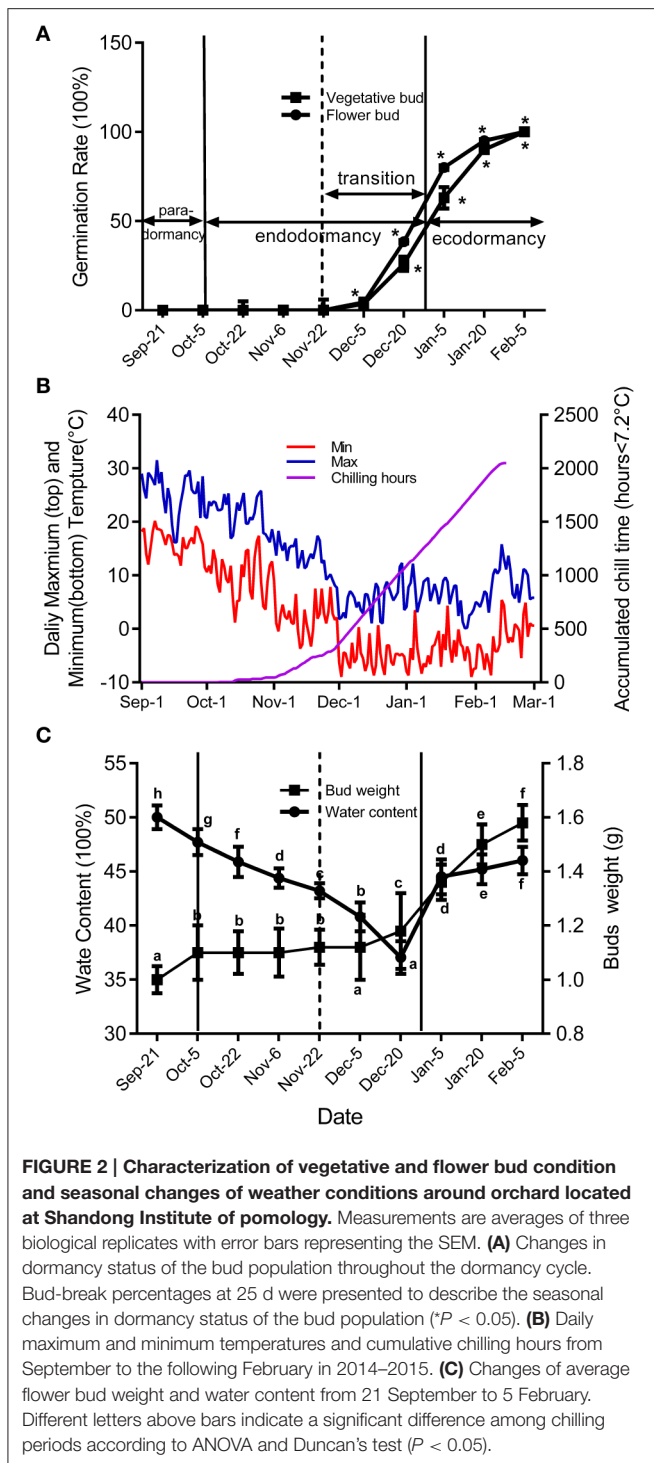 A
Germination Rate (100%)
150
100
50
0
Vegetative bud
Flower bud
* * *
* * *
transition
* *
para-
dormancy
endodormancy
ecodormancy
* * *
Sep-21 Oct-5 Oct-22 Nov-6 Nov-22 Dec-5 Dec-20 Jan-5 Jan-20 Feb-5
B
Daliy Maxmium (top) and
Minimum(bottom) Tempture(°C)
40
30
20
10
0
-10
Min
Max
Chilling hours
2500
2000
1500
1000
500
0
Accumulated chill time (hours<7.2°C)
Sep-1 Oct-1 Nov-1 Dec-1 Jan-1 Feb-1 Mar-1
C
Wate Content (100%)
55
50
45
40
35
30
Bud weight
Water content
h g f d c b a d e f
a b b b b a c d e f
1.8
1.6
1.4
1.2
1.0
0.8
Buds weight (g)
Sep-21 Oct-5 Oct-22 Nov-6 Nov-22 Dec-5 Dec-20 Jan-5 Jan-20 Feb-5
Date
FIGURE 2 | Characterization of vegetative and flower bud condition
and seasonal changes of weather conditions around orchard located
at Shandong Institute of pomology. Measurements are averages of three
biological replicates with error bars representing the SEM. (A) Changes in
dormancy status of the bud population throughout the dormancy cycle.
Bud-break percentages at 25 d were presented to describe the seasonal
changes in dormancy status of the bud population (*P < 0.05). (B) Daily
maximum and minimum temperatures and cumulative chilling hours from
September to the following February in 2014–2015. (C) Changes of average
flower bud weight and water content from 21 September to 5 February.
Different letters above bars indicate a significant difference among chilling
periods according to ANOVA and Duncan's test (P < 0.05).